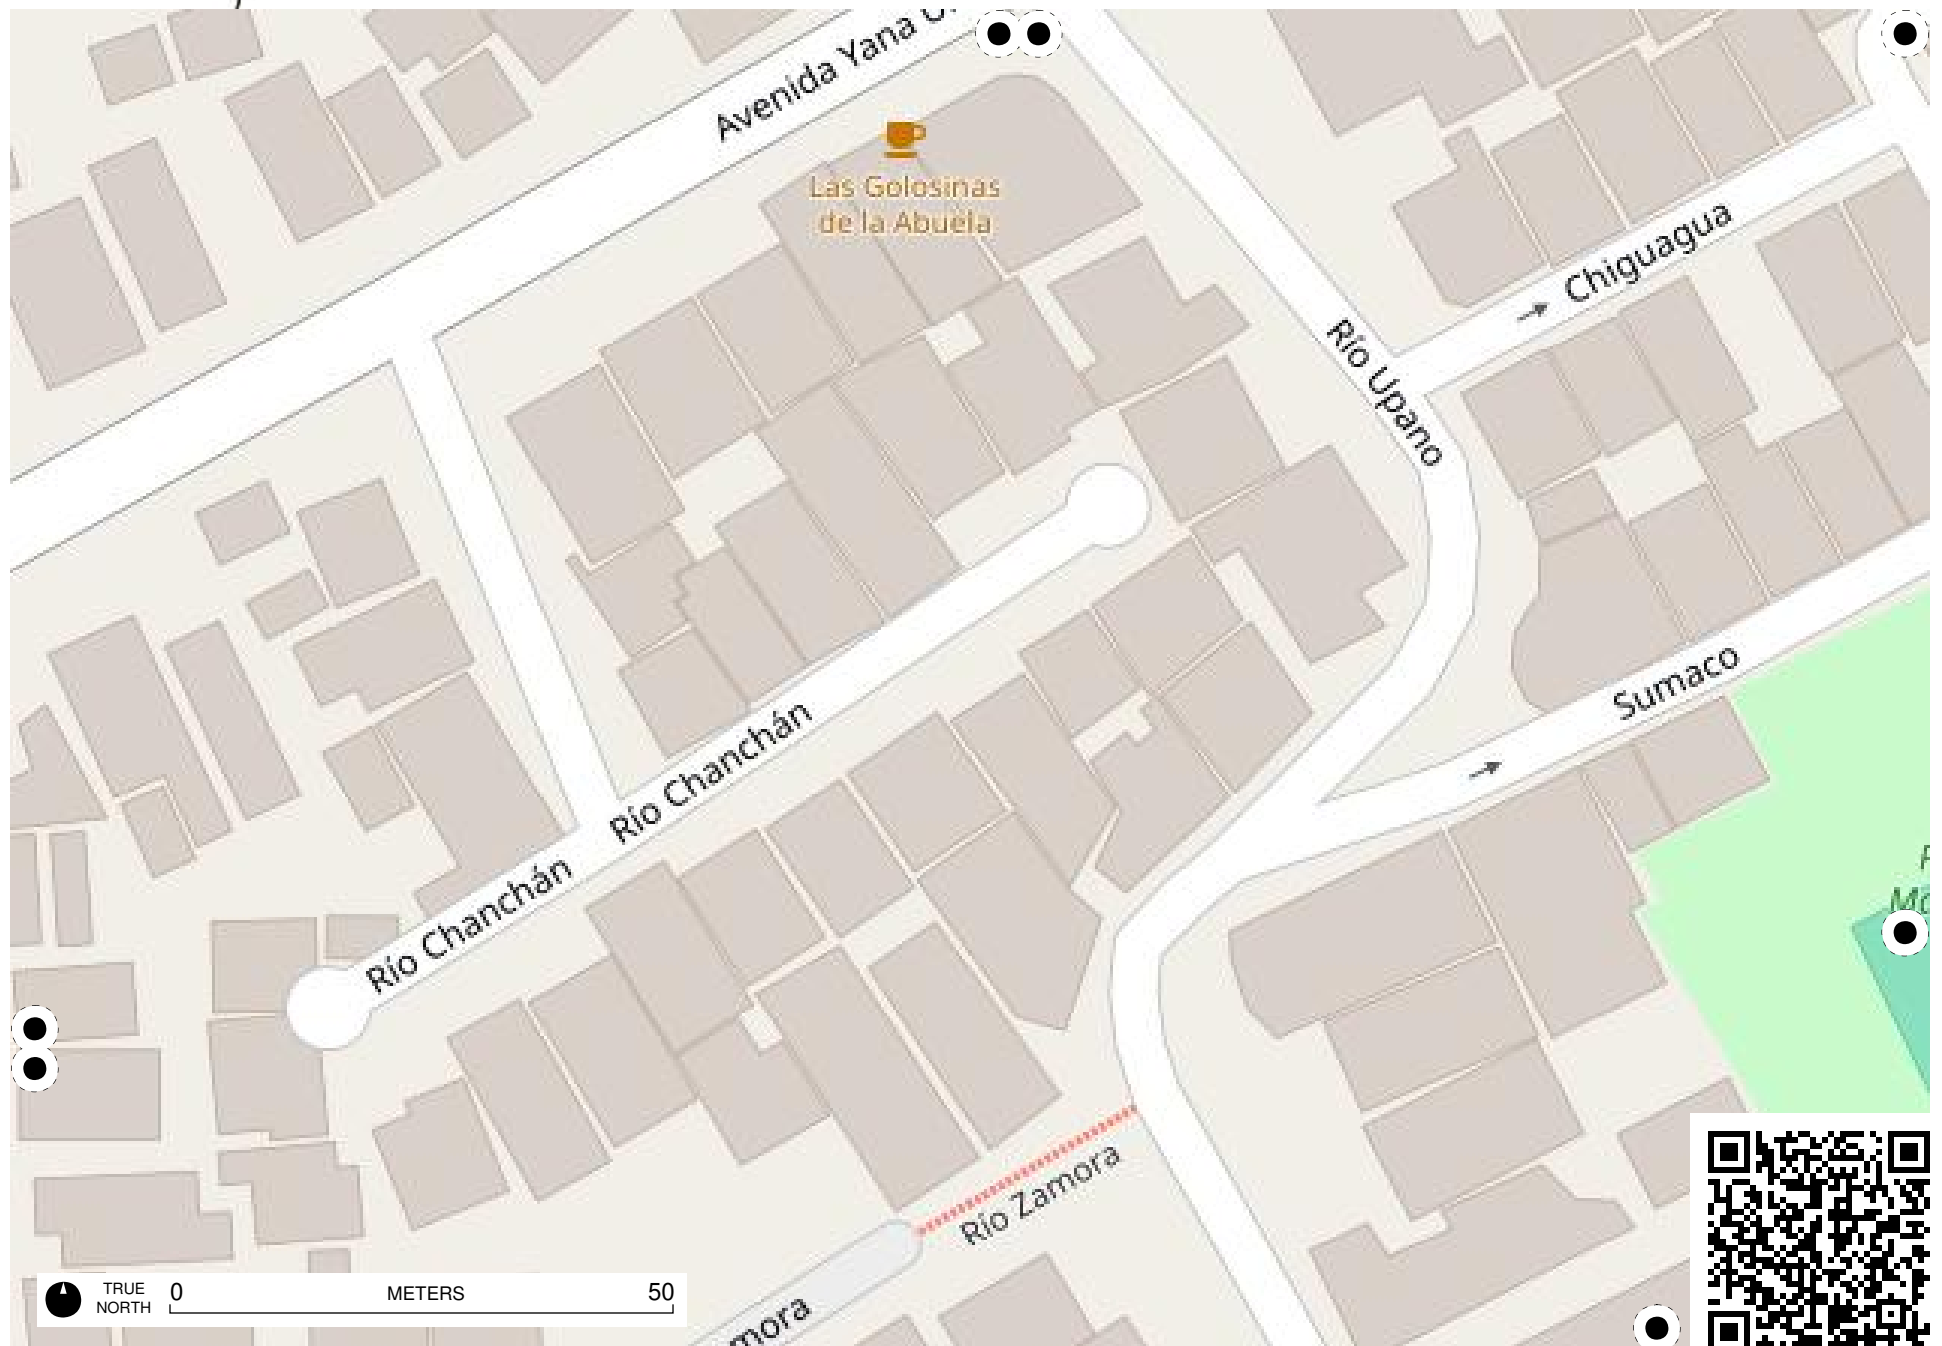 Avenida Yana
Las Golosinas
de la Abuela
Chiguagua
Río Upano
Sumaco
Río Chanchán
Río Chanchán
Río Zamora
TRUE
NORTH
0 METERS 50